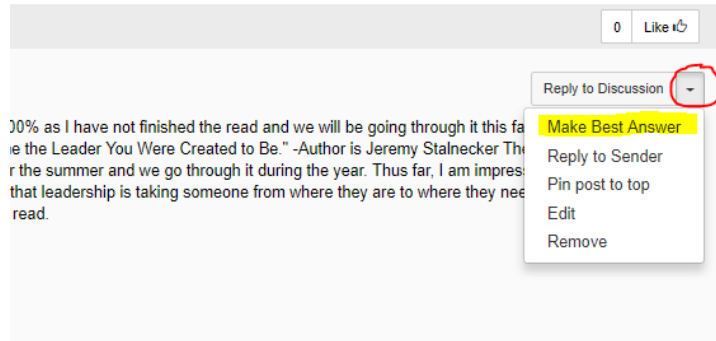 0 Like
Reply to Discussion
00% as I have not finished the read and we will be going through it this fa
e the Leader You Were Created to Be." -Author is Jeremy Stalnecker The
r the summer and we go through it during the year. Thus far, I am impres
that leadership is taking someone from where they are to where they nee
read.
Make Best Answer
Reply to Sender
Pin post to top
Edit
Remove